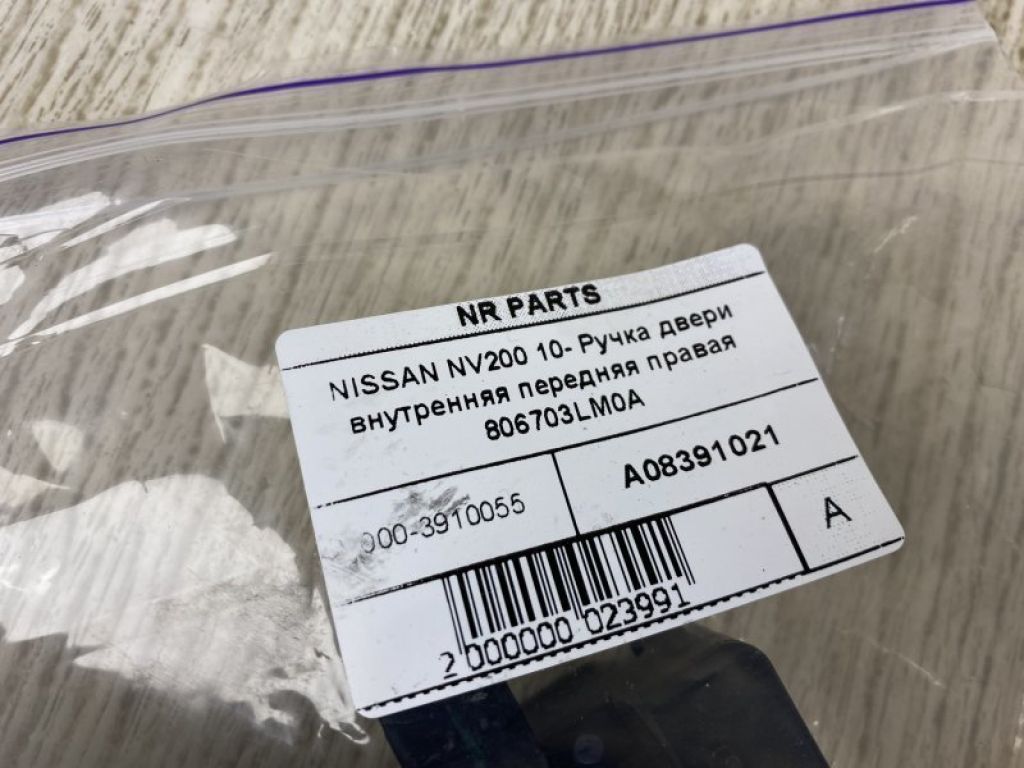 NR PARTS
NISSAN NV200 10- Ручка двери
внутренняя передняя правая
806703LM0A
000-3910055
A08391021
A
2 000000 023991